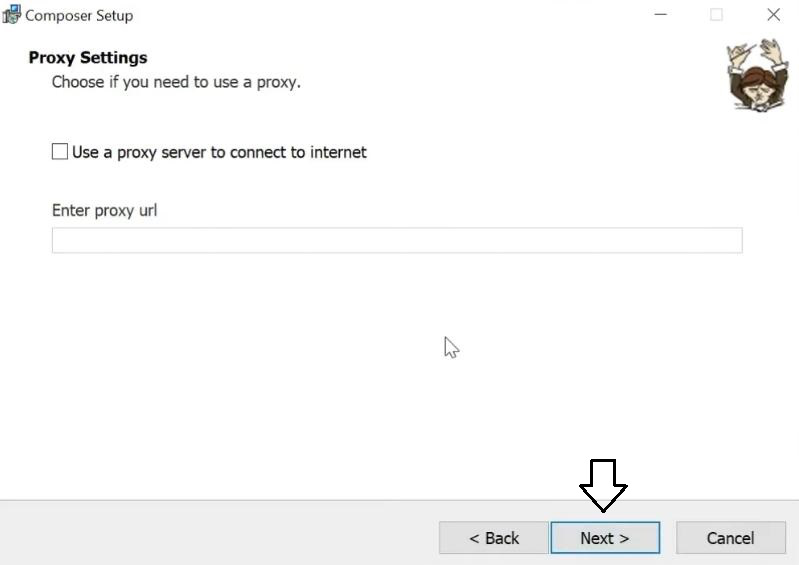 Composer Setup
Proxy Settings
Choose if you need to use a proxy.
Use a proxy server to connect to internet
Enter proxy url
< Back
Next >
Cancel